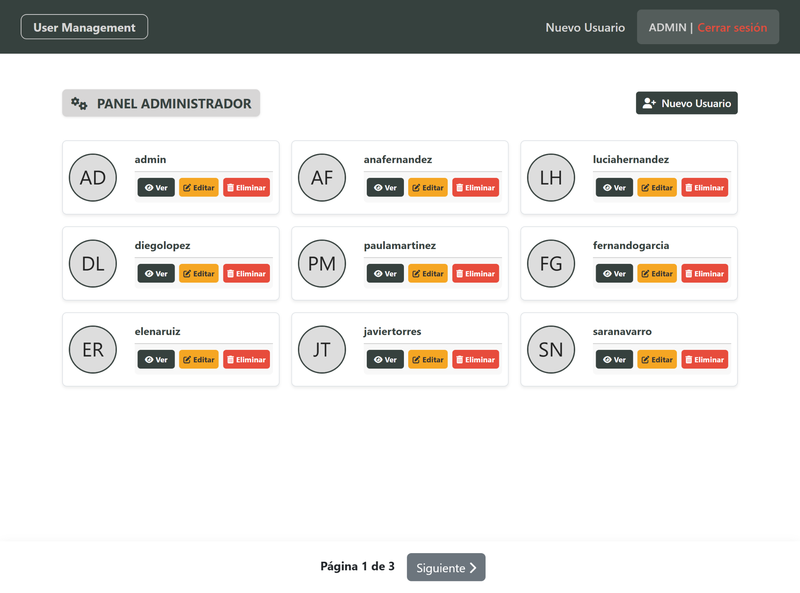 User Management
Nuevo Usuario
ADMIN | Cerrar sesión
PANEL ADMINISTRADOR
Nuevo Usuario
AD
admin
Ver Editar Eliminar
AF
anafernandez
Ver Editar Eliminar
LH
luciahernandez
Ver Editar Eliminar
DL
diegolopez
Ver Editar Eliminar
PM
paulamartinez
Ver Editar Eliminar
FG
fernandogarcia
Ver Editar Eliminar
ER
elenaruiz
Ver Editar Eliminar
JT
javiertorres
Ver Editar Eliminar
SN
saranavarro
Ver Editar Eliminar
Página 1 de 3
Siguiente